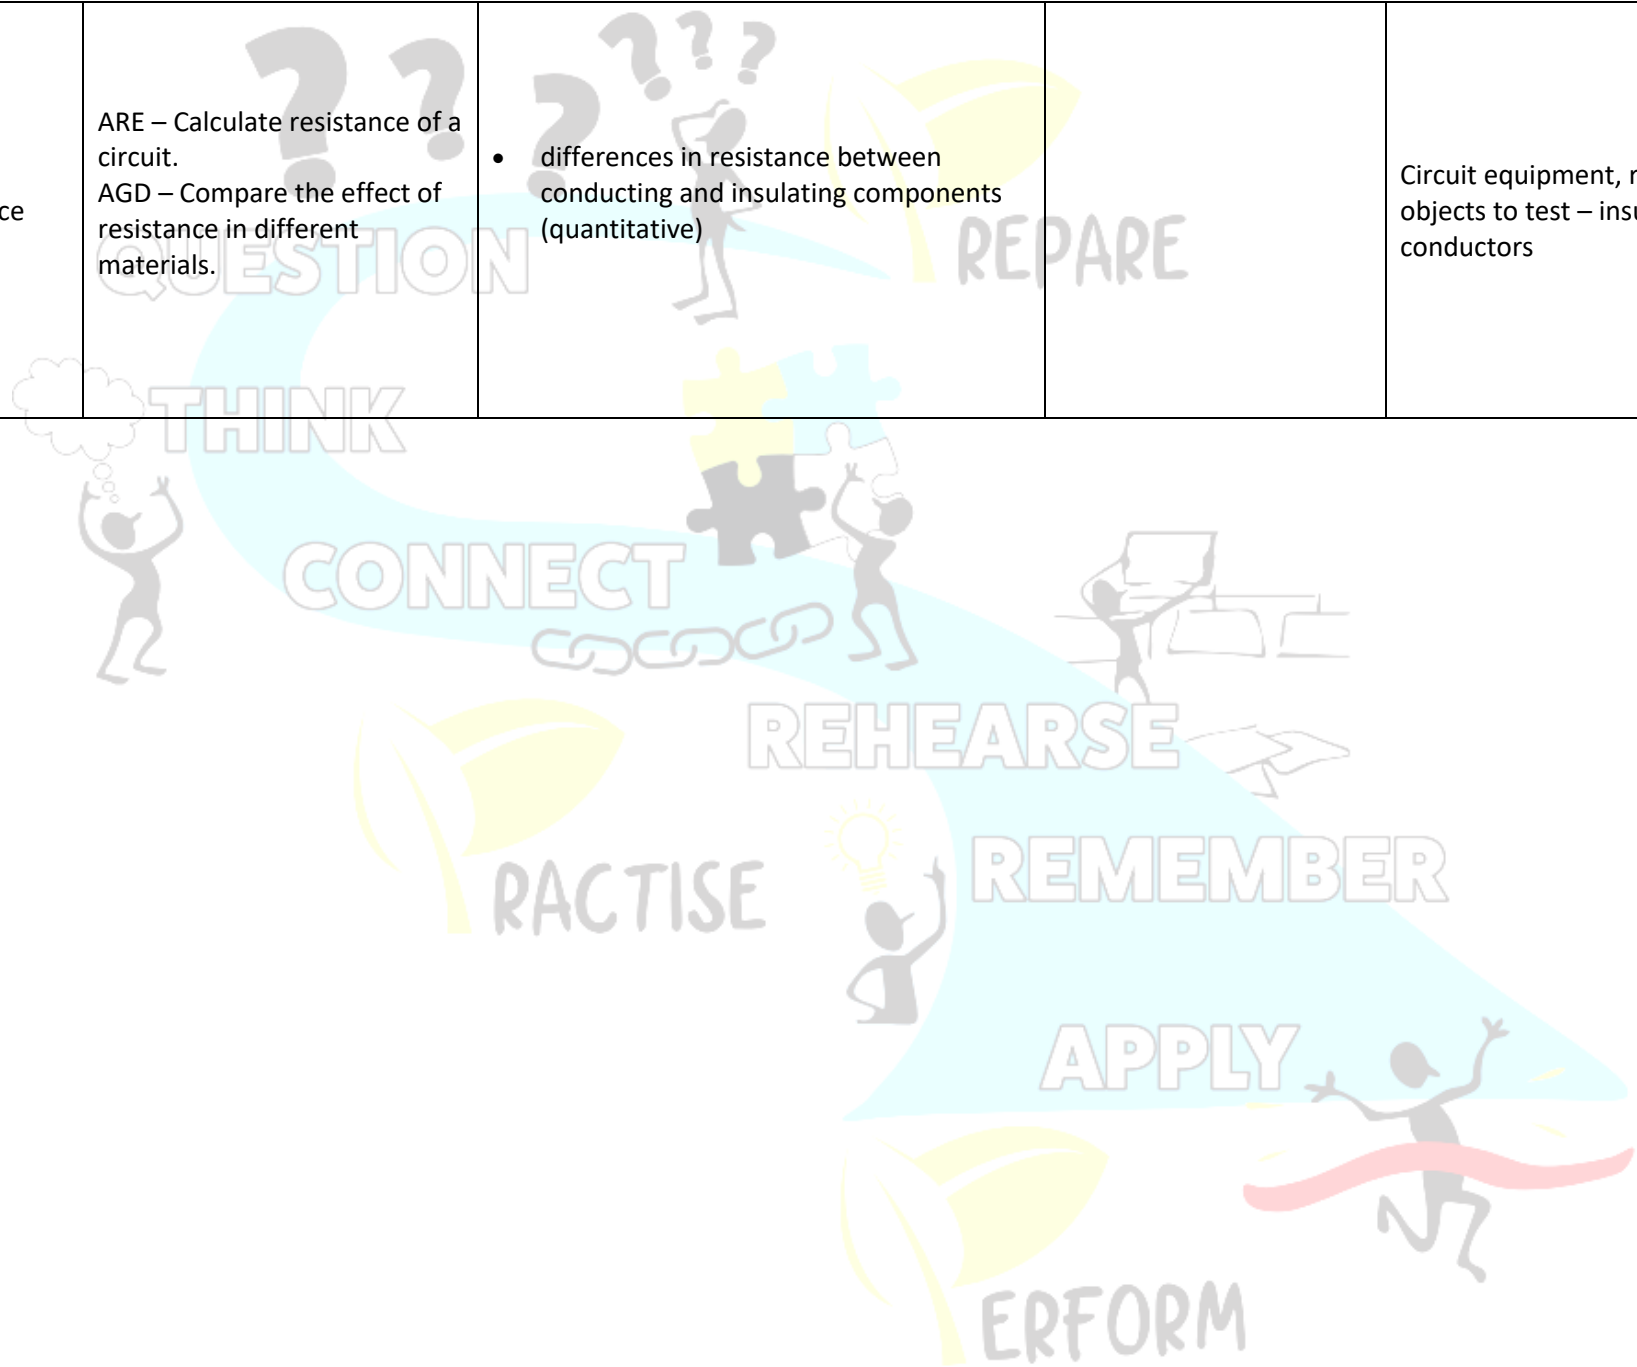 ce
ARE – Calculate resistance of a
circuit.
AGD – Compare the effect of
resistance in different
materials.
• differences in resistance between
conducting and insulating components
(quantitative)
Circuit equipment,
objects to test –
conductors
QUESTION
REPARE
THINK
CONNECT
REHEARSE
RACTISE
REMEMBER
APPLY
ERFORM